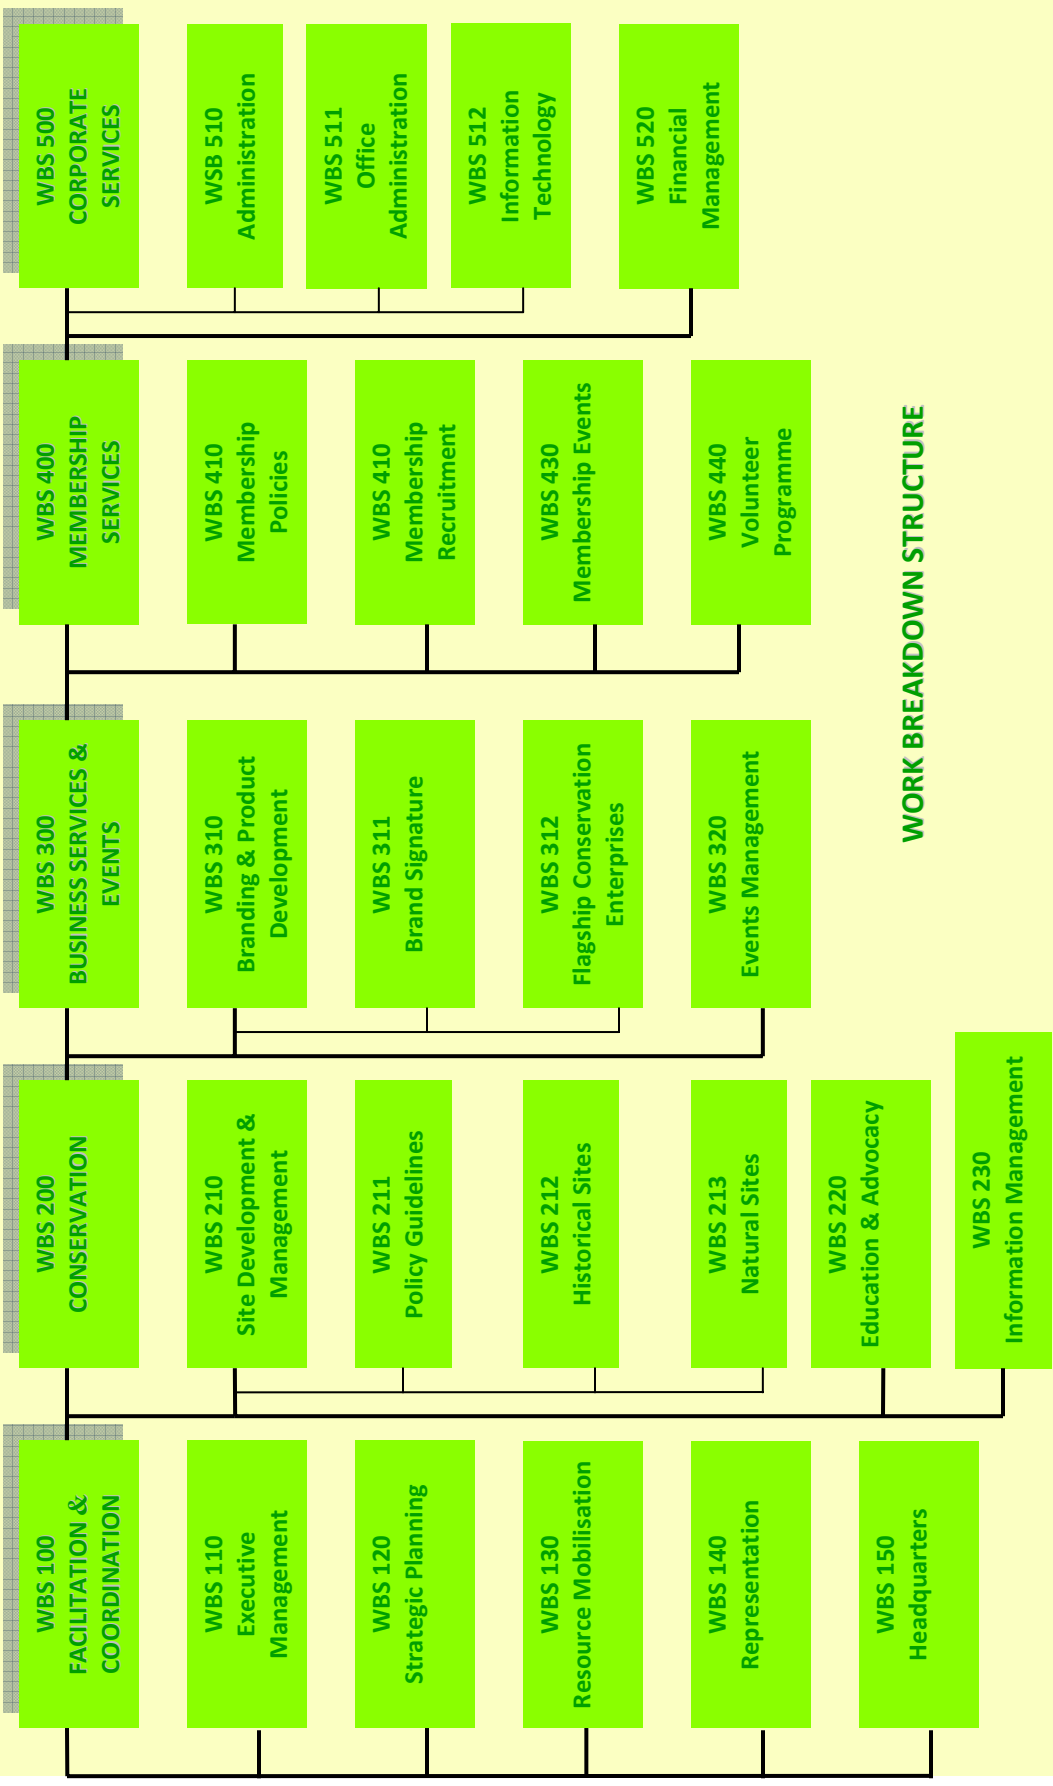 WBS 100
FACILITATION &
COORDINATION
WBS 110
Executive
Management
WBS 120
Strategic Planning
WBS 130
Resource Mobilisation
WBS 140
Representation
WBS 150
Headquarters
WBS 200
CONSERVATION
WBS 210
Site Development &
Management
WBS 211
Policy Guidelines
WBS 212
Historical Sites
WBS 213
Natural Sites
WBS 220
Education & Advocacy
WBS 230
Information Management
WBS 300
BUSINESS SERVICES &
EVENTS
WBS 310
Branding & Product
Development
WBS 311
Brand Signature
WBS 312
Flagship Conservation
Enterprises
WBS 320
Events Management
WBS 400
MEMBERSHIP
SERVICES
WBS 410
Membership
Policies
WBS 410
Membership
Recruitment
WBS 430
Membership Events
WBS 440
Volunteer
Programme
WBS 500
CORPORATE
SERVICES
WSB 510
Administration
WBS 511
Office
Administration
WBS 512
Information
Technology
WBS 520
Financial
Management
WORK BREAKDOWN STRUCTURE